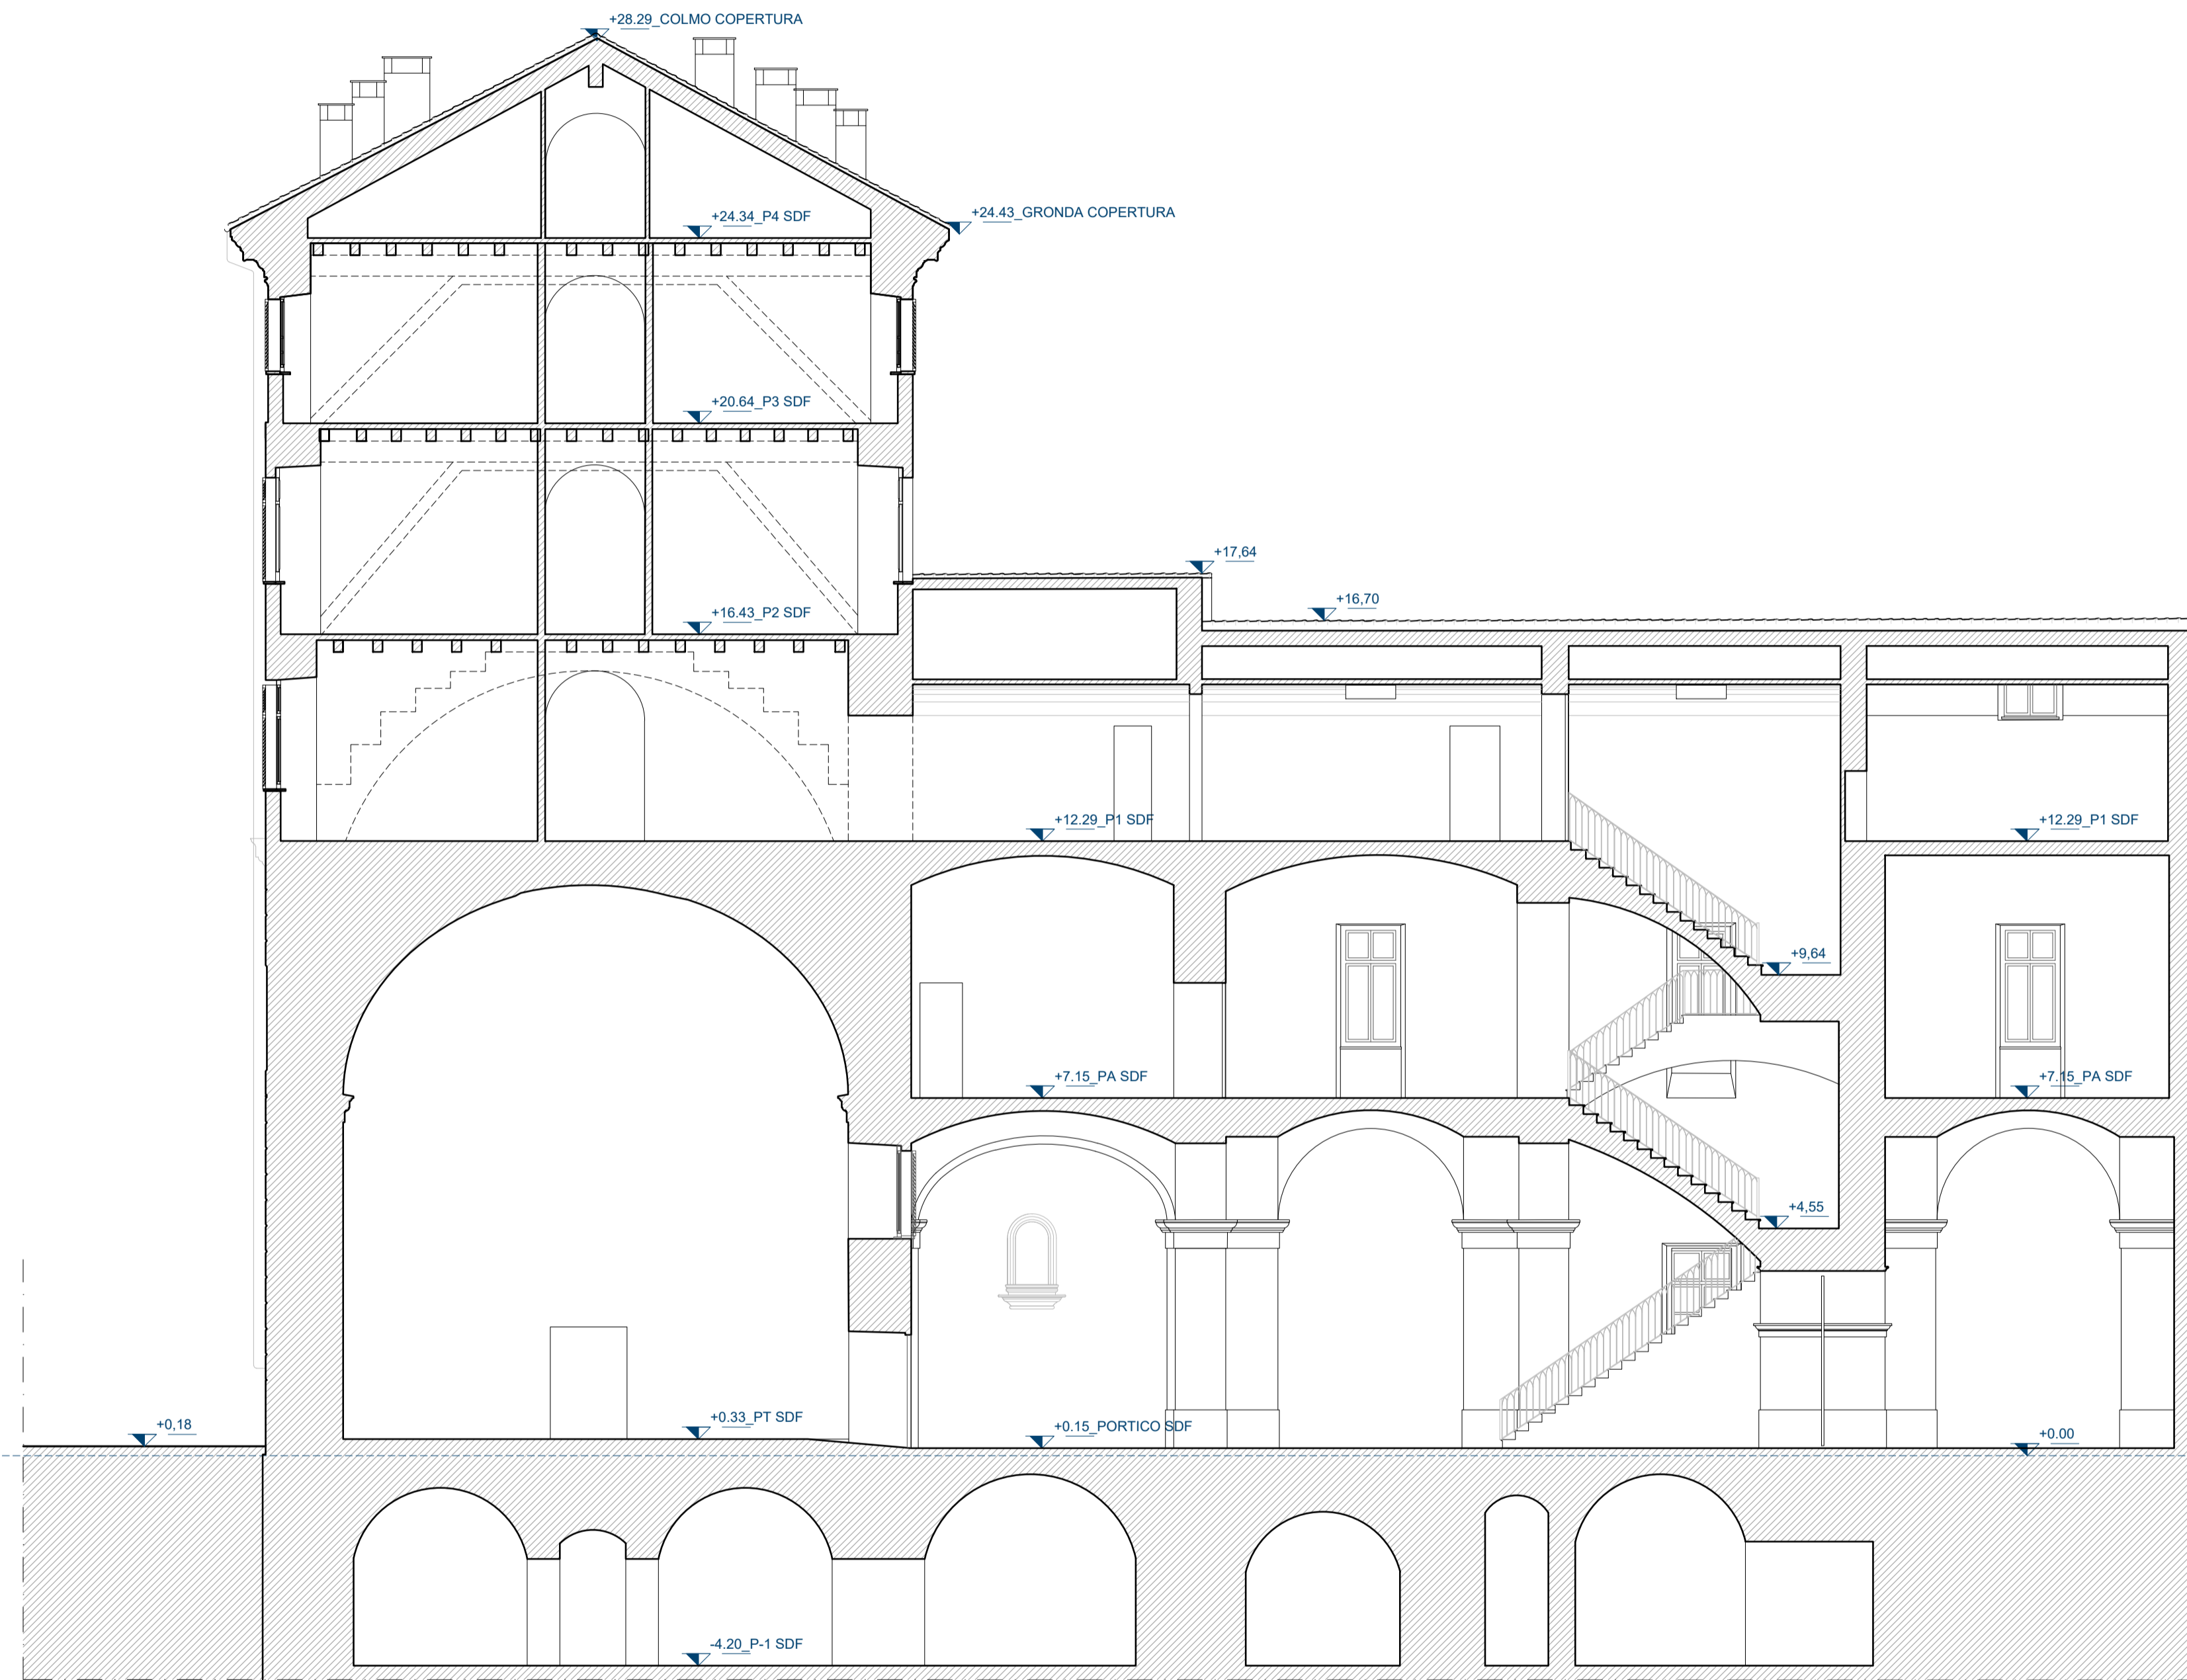 +28.29_COLMO COPERTURA
+24.34_P4 SDF
+24.43_GRONDA COPERTURA
+20.64_P3 SDF
+17,64
+16,70
+16.43_P2 SDF
+12.29_P1 SDF
+12.29_P1 SDF
+9,64
+7.15_PA SDF
+7.15_PA SDF
+4,55
+0,18
+0.33_PT SDF
+0.15_PORTICO SDF
+0.00
-4.20_P-1 SDF